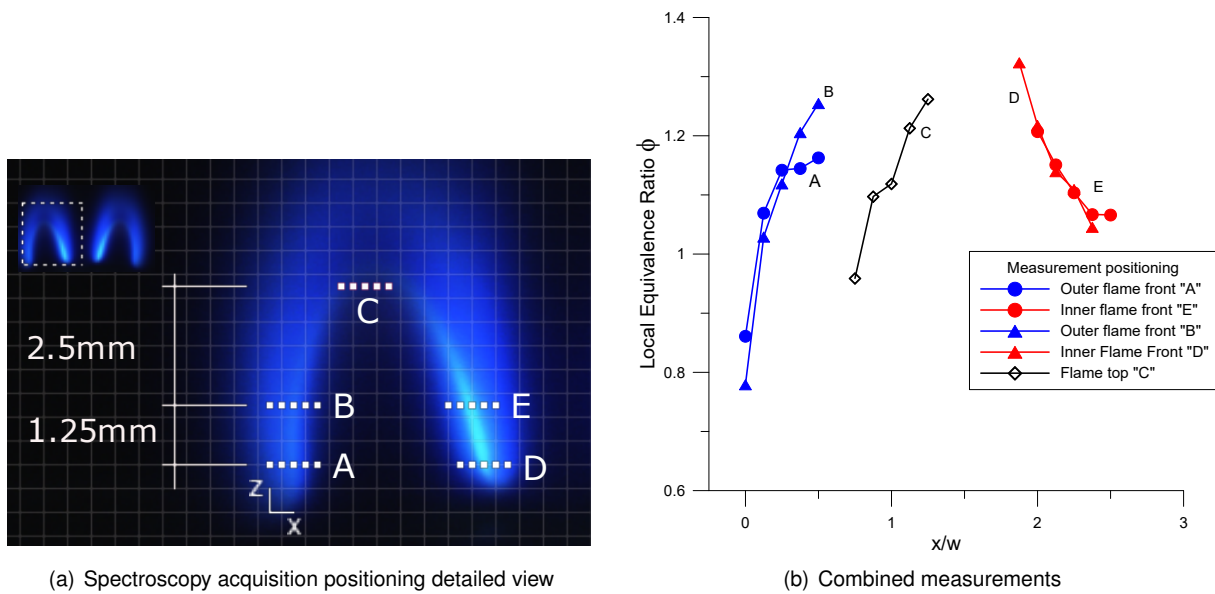 2.5mm
1.25mm
C
B
E
A
D
Z
X
(a) Spectroscopy acquisition positioning detailed view
1.4
1.2
1
0.8
0.6
Local Equivalence Ratio ϕ
B
A
C
D
E
Measurement positioning
Outer flame front "A"
Inner flame front "E"
Outer flame front "B"
Inner Flame Front "D"
Flame top "C"
0
1
2
3
x/w
(b) Combined measurements